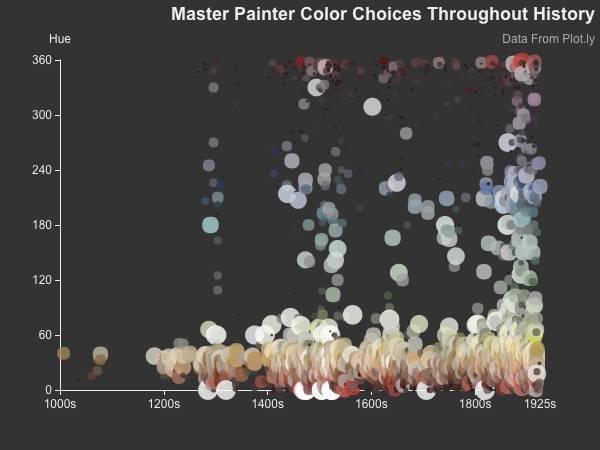 Master Painter Color Choices Throughout History
Data From Plot.ly
Hue
360
300
240
180
120
60
0
1000s 1200s 1400s 1600s 1800s 1925s